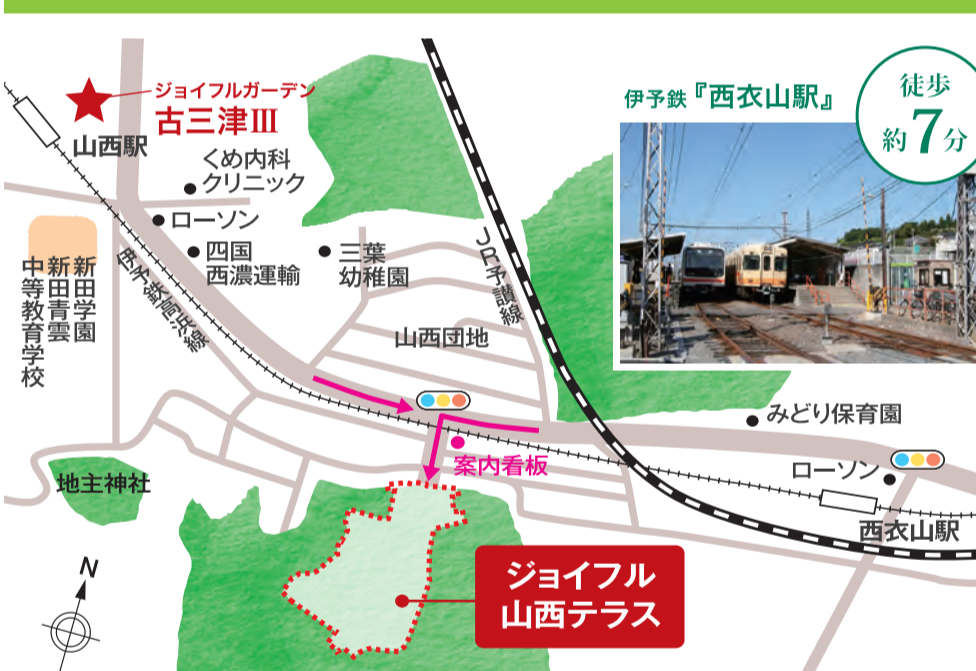 ジョイフルガーデン
古三津Ⅲ
山西駅
くめ内科
クリニック
ローソン
四国
西濃運輸
三葉
幼稚園
新田学園
新田青雲
中等教育学校
伊予鉄高浜線
JR予讃線
山西団地
伊予鉄『西衣山駅』
徒歩
約7分
みどり保育園
案内看板
ローソン
西衣山駅
地主神社
N
ジョイフル
山西テラス